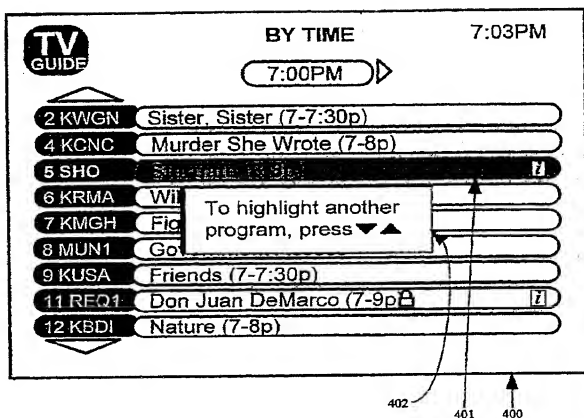 TV
GUIDE
BY TIME
7:03PM
7:00PM
2 KWGN Sister, Sister (7-7:30p)
4 KCNC Murder She Wrote (7-8p)
5 SHO i
6 KRMA Wil
7 KMGH Fig
8 MUN1 Gov
9 KUSA Friends (7-7:30p)
11 REQ1 Don Juan DeMarco (7-9p i
12 KBDI Nature (7-8p)
To highlight another
program, press
402
401
400